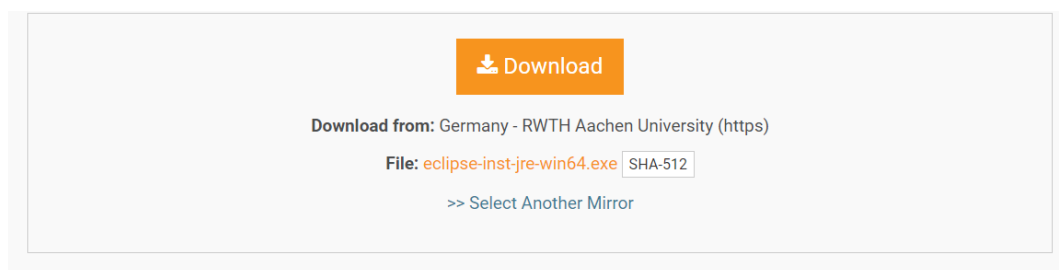 Download
Download from: Germany - RWTH Aachen University (https)
File: eclipse-inst-jre-win64.exe SHA-512
>> Select Another Mirror